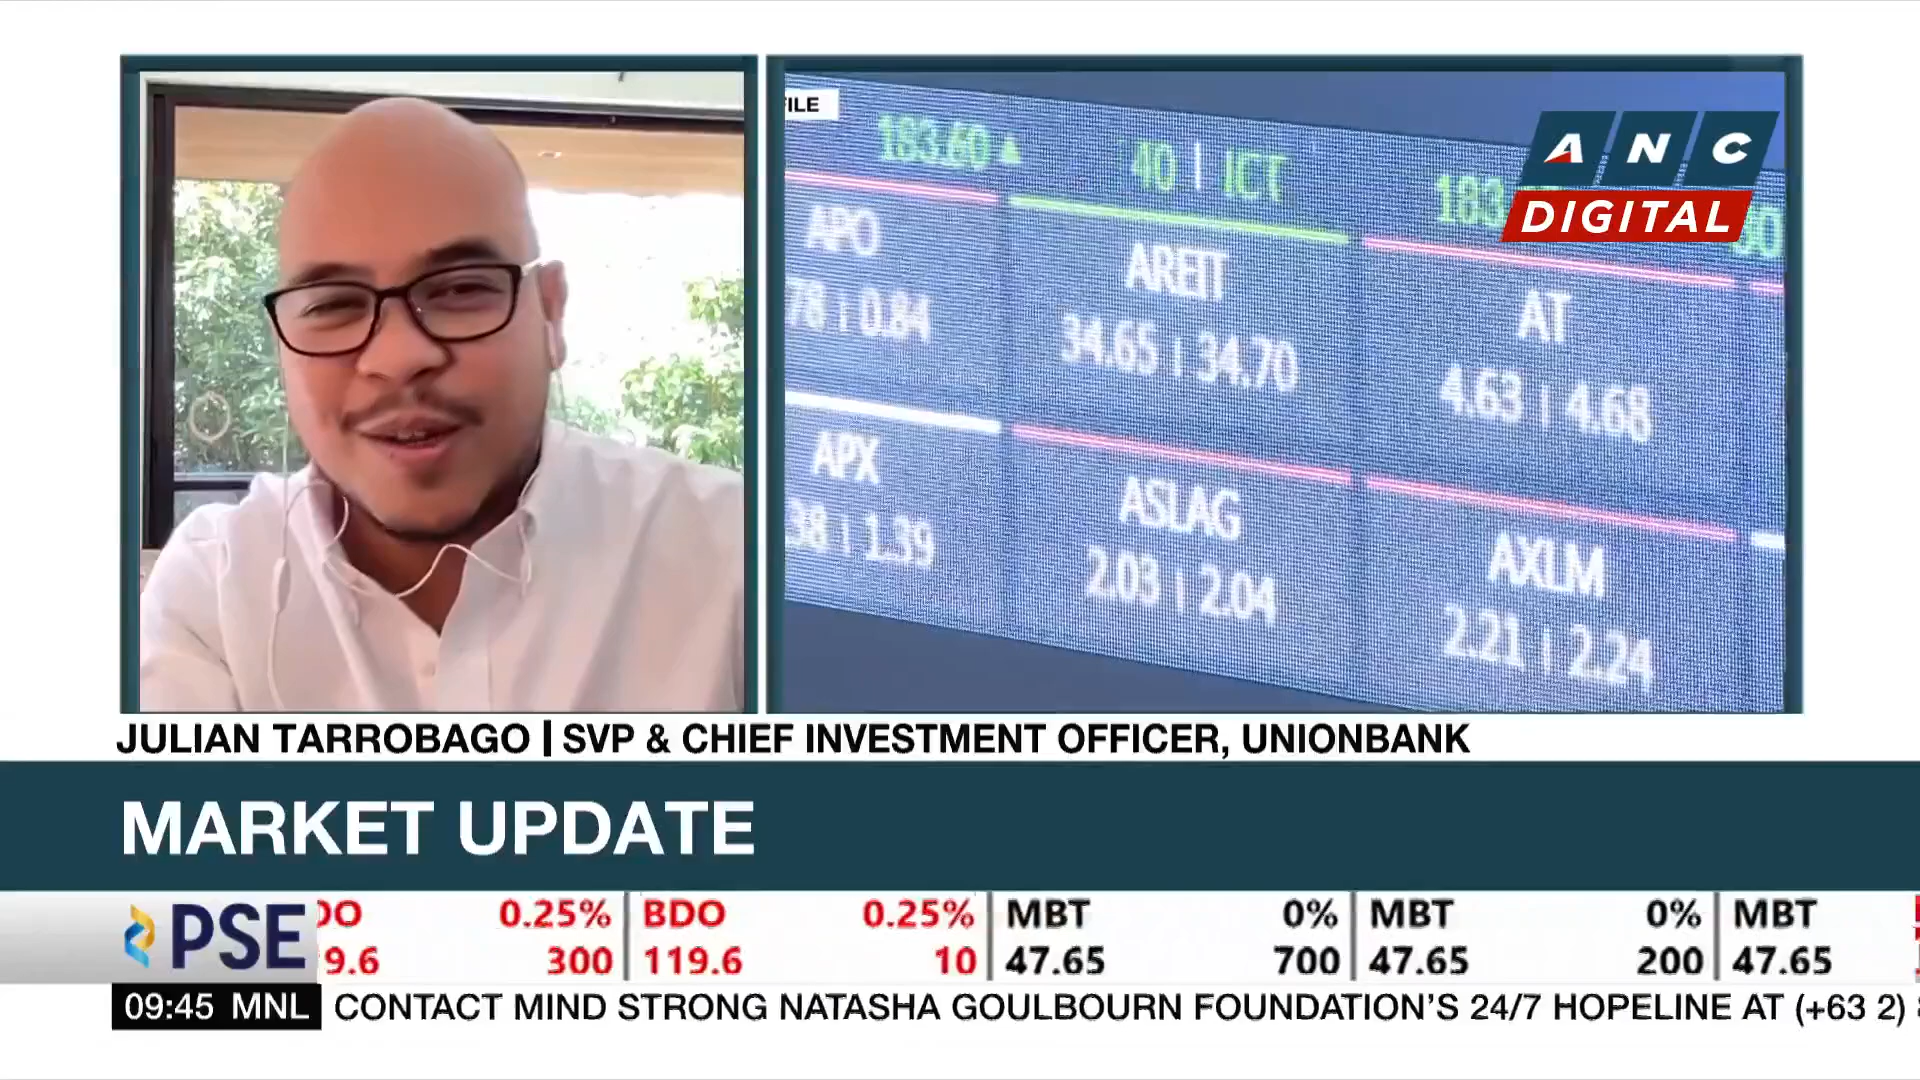 FILE
183.60 ▲
40 | ICT
183.
APO
78 | 0.84
AREIT
34.65 | 34.70
AT
4.63 | 4.68
APX
38 | 1.39
ASLAG
2.03 | 2.04
AXLM
2.21 | 2.24
ANC
DIGITAL
JULIAN TARROBAGO | SVP & CHIEF INVESTMENT OFFICER, UNIONBANK
MARKET UPDATE
PSE
DO 0.25% BDO 0.25% MBT 0% MBT 0% MBT
9.6 300 119.6 10 47.65 700 47.65 200 47.65
09:45 MNL CONTACT MIND STRONG NATASHA GOULBOURN FOUNDATION'S 24/7 HOPELINE AT (+63 2)